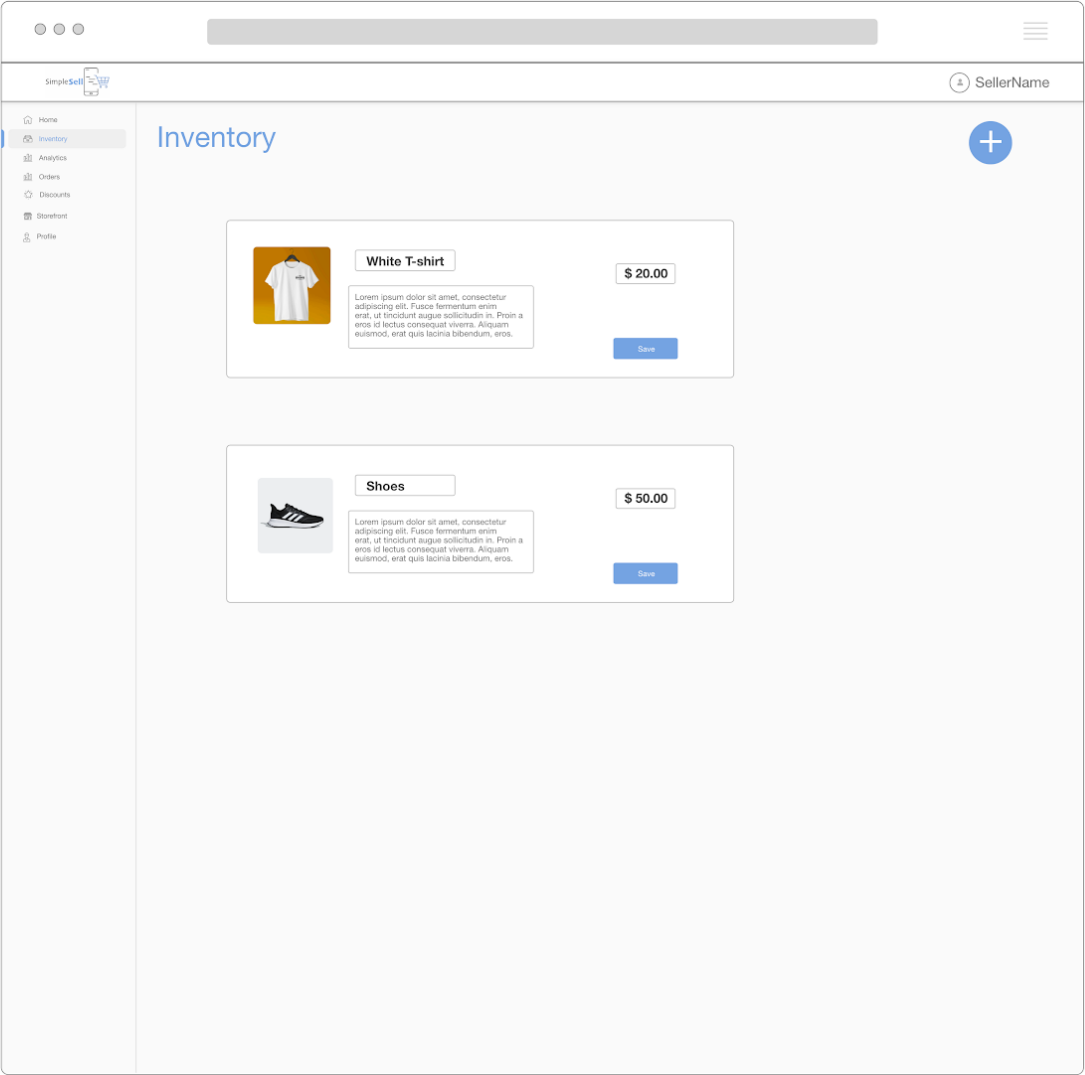 SimpleSell
SellerName
Home
Inventory
Analytics
Orders
Discounts
Storefront
Profile
Inventory
White T-shirt
$ 20.00
Lorem ipsum dolor sit amet, consectetur
adipiscing elit. Fusce fermentum enim
erat, ut tincidunt augue sollicitudin in. Proin a
eros id lectus consequat viverra. Aliquam
euismod, erat quis lacinia bibendum, eros.
Save
Shoes
$ 50.00
Lorem ipsum dolor sit amet, consectetur
adipiscing elit. Fusce fermentum enim
erat, ut tincidunt augue sollicitudin in. Proin a
eros id lectus consequat viverra. Aliquam
euismod, erat quis lacinia bibendum, eros.
Save